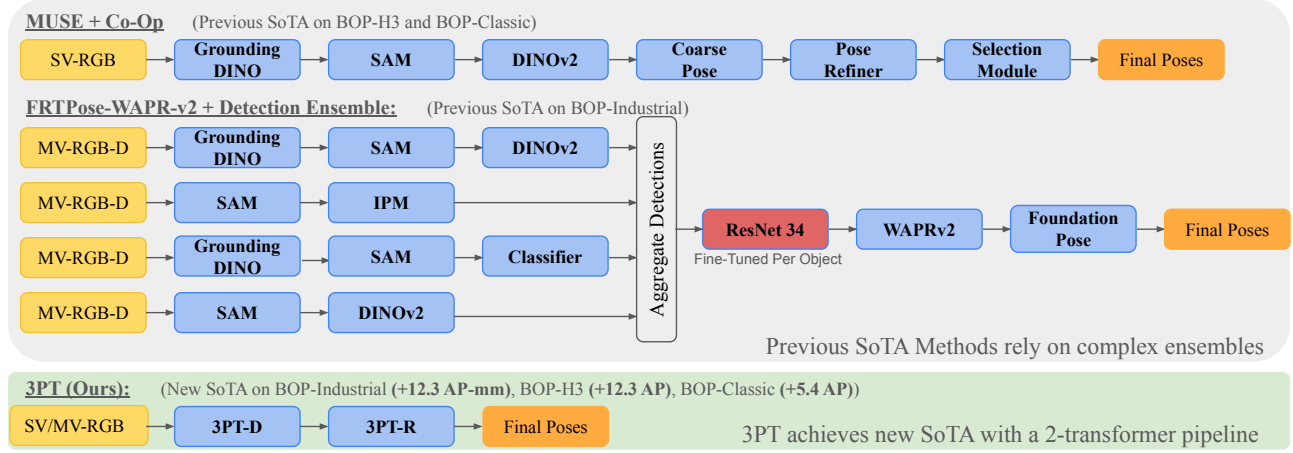 MUSE + Co-Op (Previous SoTA on BOP-H3 and BOP-Classic)
SV-RGB
Grounding
DINO
SAM
DINOv2
Coarse
Pose
Pose
Refiner
Selection
Module
Final Poses
FRTPose-WAPR-v2 + Detection Ensemble: (Previous SoTA on BOP-Industrial)
MV-RGB-D
Grounding
DINO
SAM
DINOv2
MV-RGB-D
SAM
IPM
MV-RGB-D
Grounding
DINO
SAM
Classifier
MV-RGB-D
SAM
DINOv2
Aggregate Detections
ResNet 34
Fine-Tuned Per Object
WAPRv2
Foundation
Pose
Final Poses
Previous SoTA Methods rely on complex ensembles
3PT (Ours): (New SoTA on BOP-Industrial (+12.3 AP-mm), BOP-H3 (+12.3 AP), BOP-Classic (+5.4 AP))
SV/MV-RGB
3PT-D
3PT-R
Final Poses
3PT achieves new SoTA with a 2-transformer pipeline